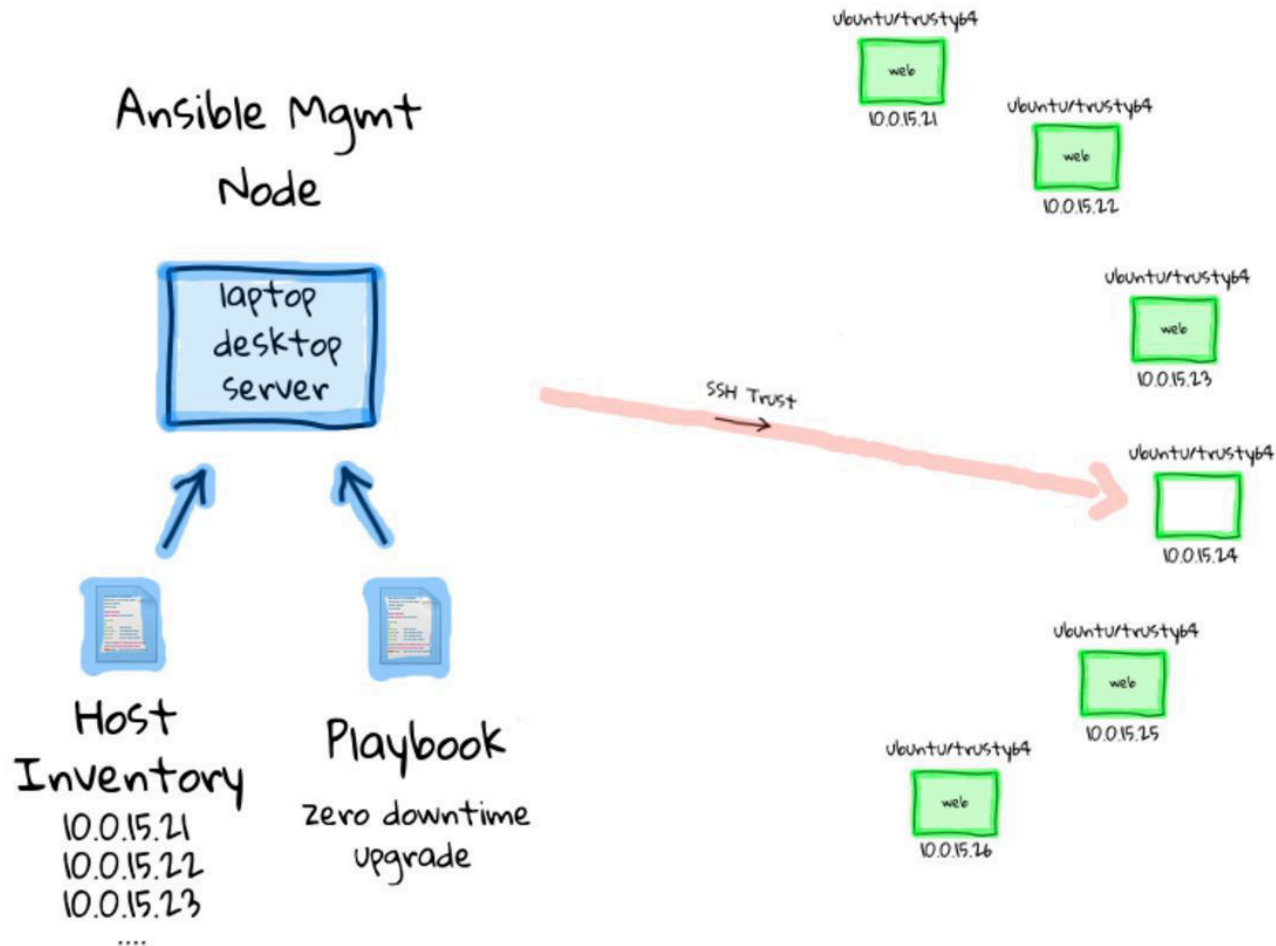 Ansible Mgmt
Node
laptop
desktop
server
Host
Inventory
10.0.15.21
10.0.15.22
10.0.15.23
....
Playbook
zero downtime
upgrade
SSH Trust
ubuntu/trusty64
web
10.0.15.21
ubuntu/trusty64
web
10.0.15.22
ubuntu/trusty64
web
10.0.15.23
ubuntu/trusty64
10.0.15.24
ubuntu/trusty64
web
10.0.15.25
ubuntu/trusty64
web
10.0.15.26